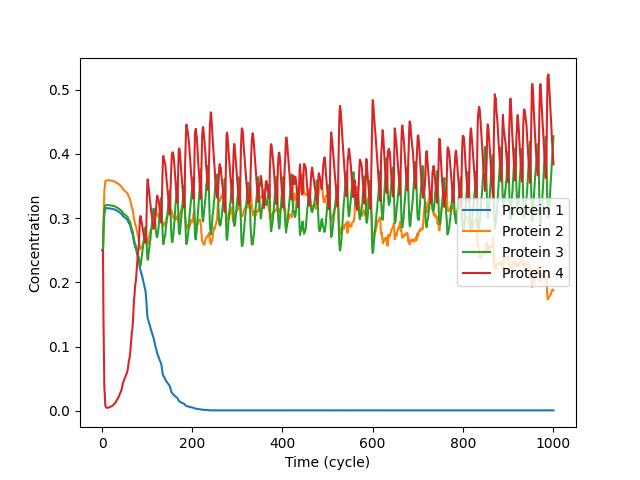 0.5
0.4
0.3
0.2
0.1
0.0
Concentration
Protein 1
Protein 2
Protein 3
Protein 4
0 200 400 600 800 1000
Time (cycle)